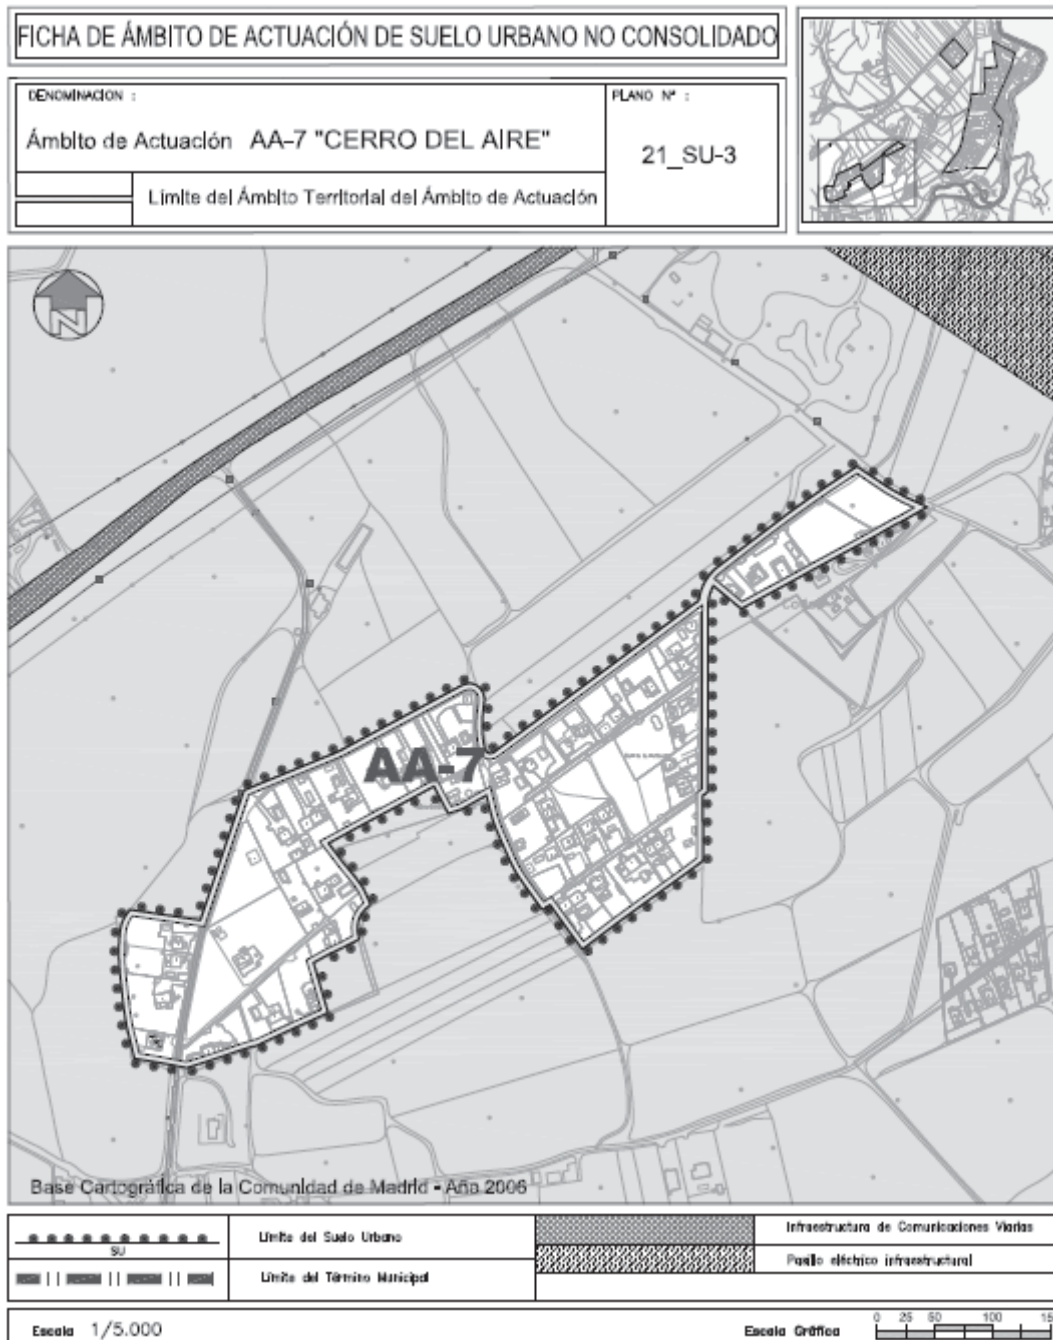 FICHA DE ÁMBITO DE ACTUACIÓN DE SUELO URBANO NO CONSOLIDADO
DENOMINACION :
Ámbito de Actuación AA-7 "CERRO DEL AIRE"
PLANO Nº :
21_SU-3
Límite del Ámbito Territorial del Ámbito de Actuación
N
AA-7
Base Cartográfica de la Comunidad de Madrid - Año 2006
SU
Límite del Suelo Urbano
Infraestructura de Comunicaciones Viarias
Límite del Término Municipal
Pasillo eléctrico infraestructural
Escala 1/5.000
Escala Gráfica
0 25 50 100